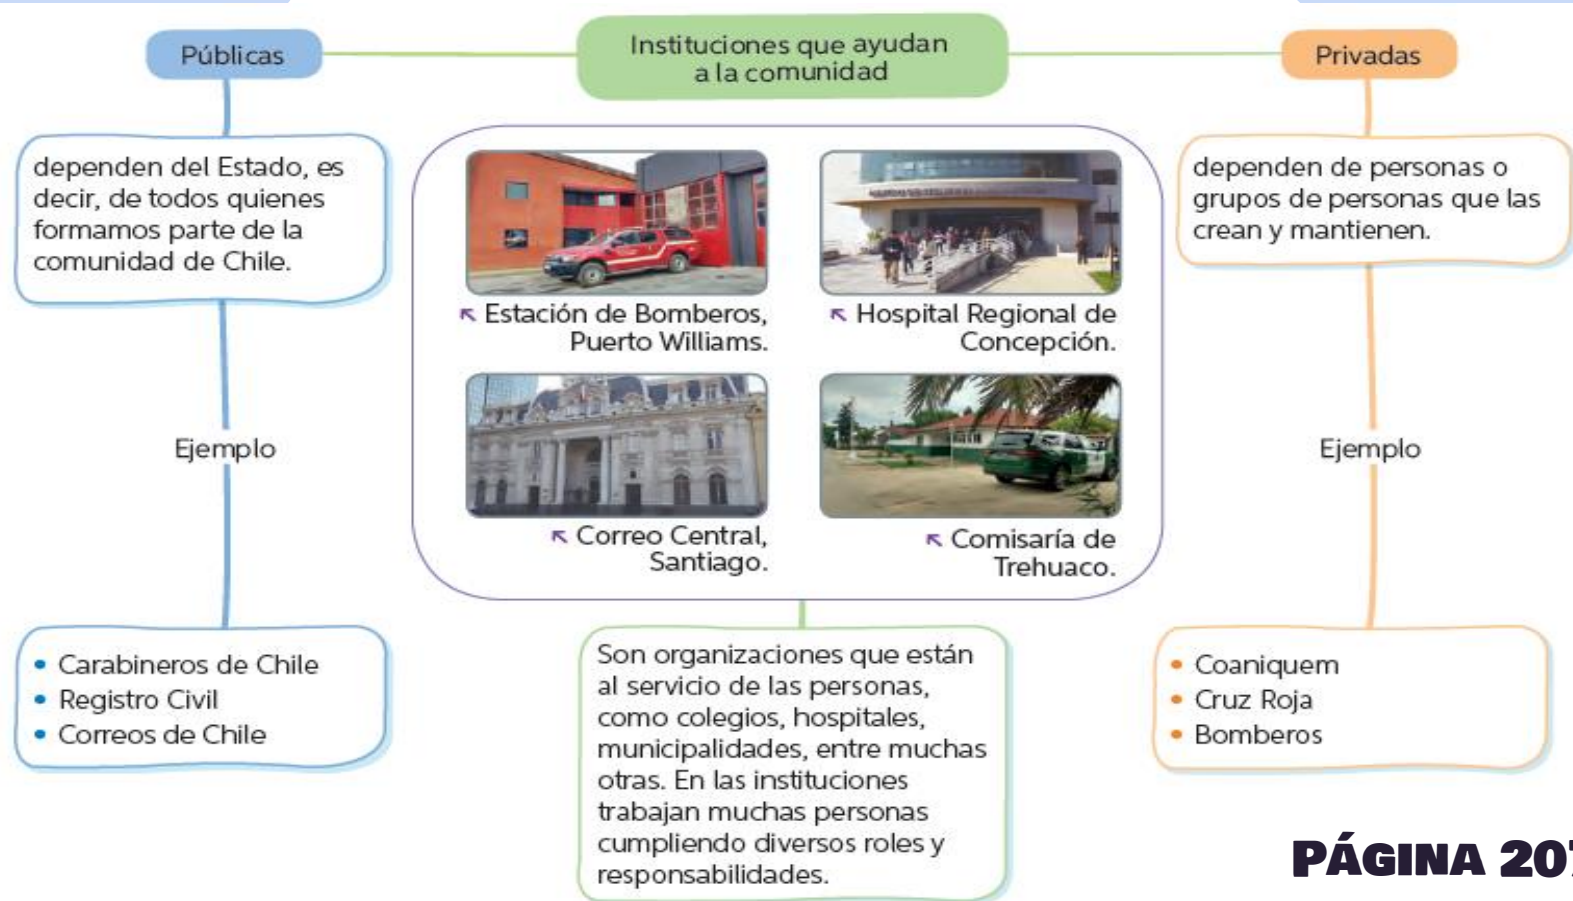 Públicas
Instituciones que ayudan
a la comunidad
Privadas
dependen del Estado, es
decir, de todos quienes
formamos parte de la
comunidad de Chile.
dependen de personas o
grupos de personas que las
crean y mantienen.
Estación de Bomberos,
Puerto Williams.
Hospital Regional de
Concepción.
Ejemplo
Ejemplo
Correo Central,
Santiago.
Comisaría de
Trehuaco.
• Carabineros de Chile
• Registro Civil
• Correos de Chile
Son organizaciones que están
al servicio de las personas,
como colegios, hospitales,
municipalidades, entre muchas
otras. En las instituciones
trabajan muchas personas
cumpliendo diversos roles y
responsabilidades.
• Coaniquem
• Cruz Roja
• Bomberos
PÁGINA 207